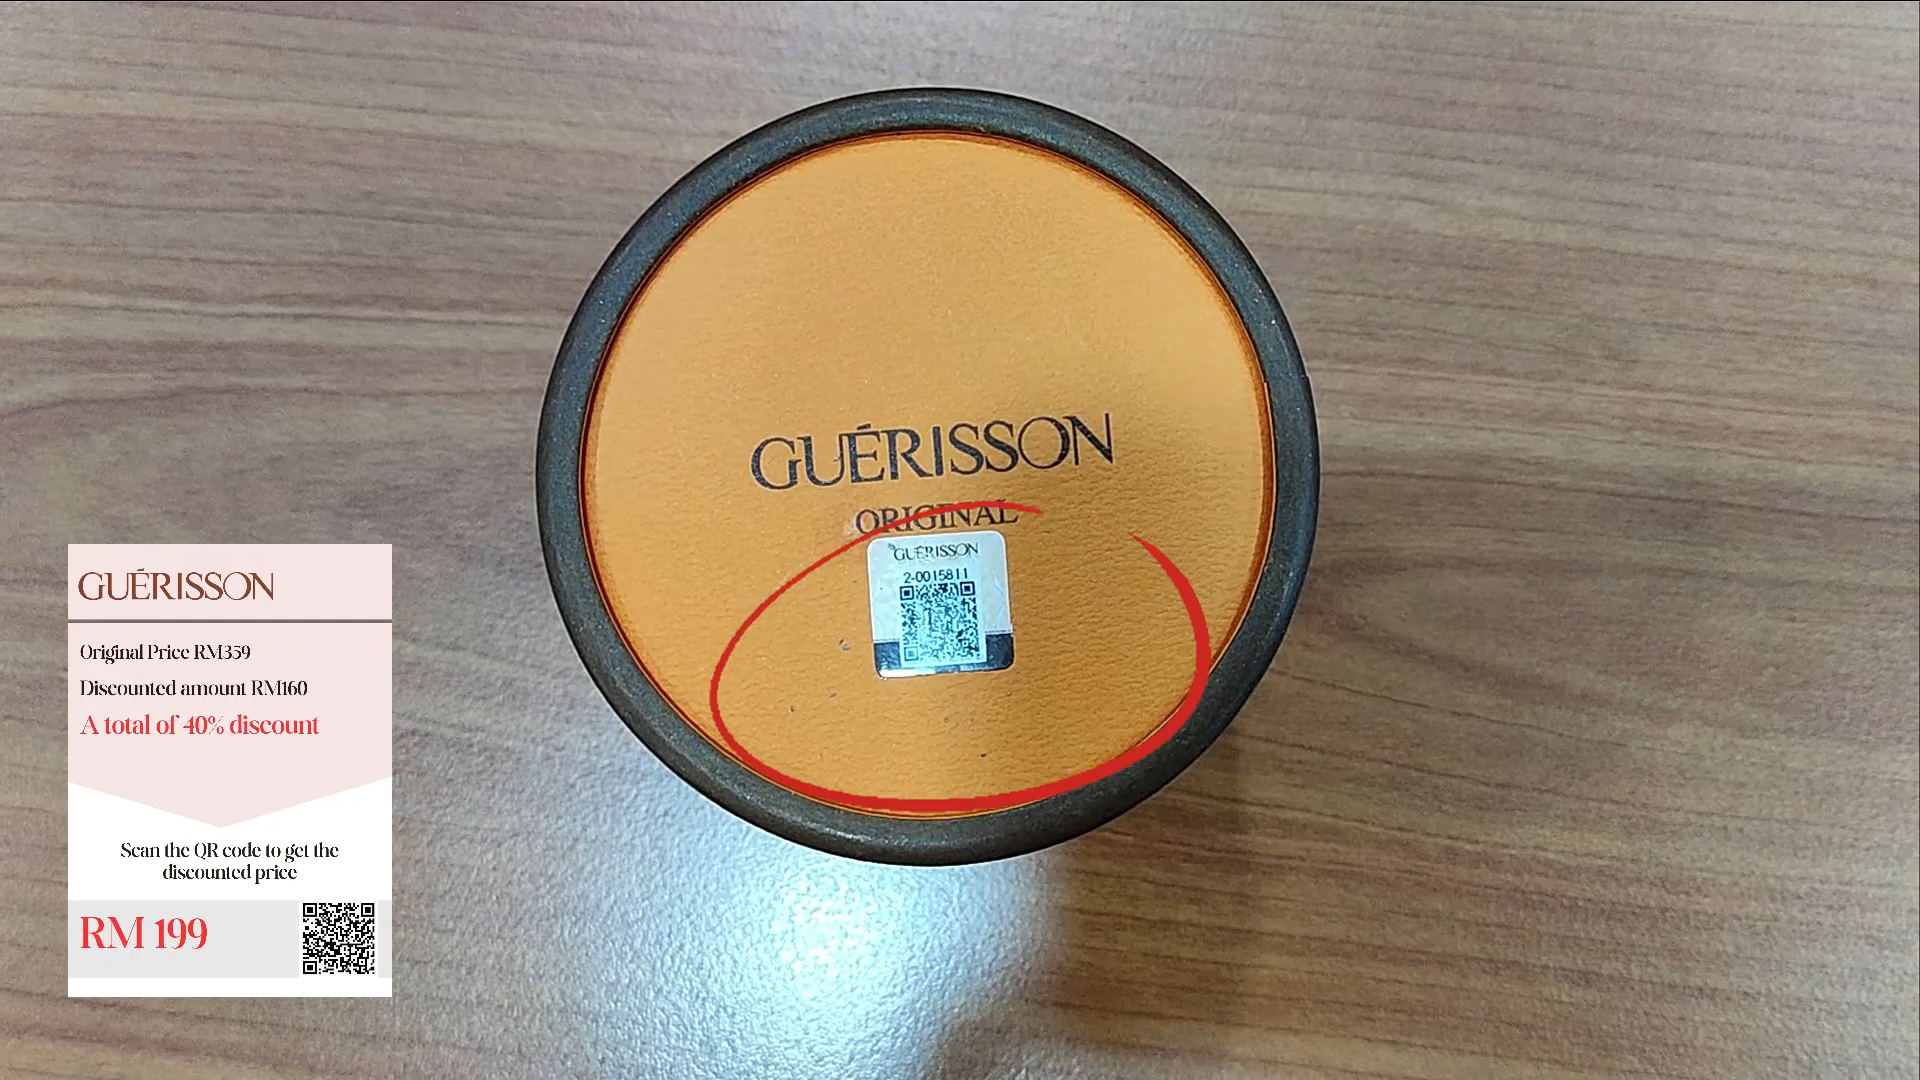 GUÉRISSON
ORIGINAL
GUÉRISSON
2-0015811
GUÉRISSON
Original Price RM359
Discounted amount RM160
A total of 40% discount
Scan the QR code to get the
discounted price
RM 199